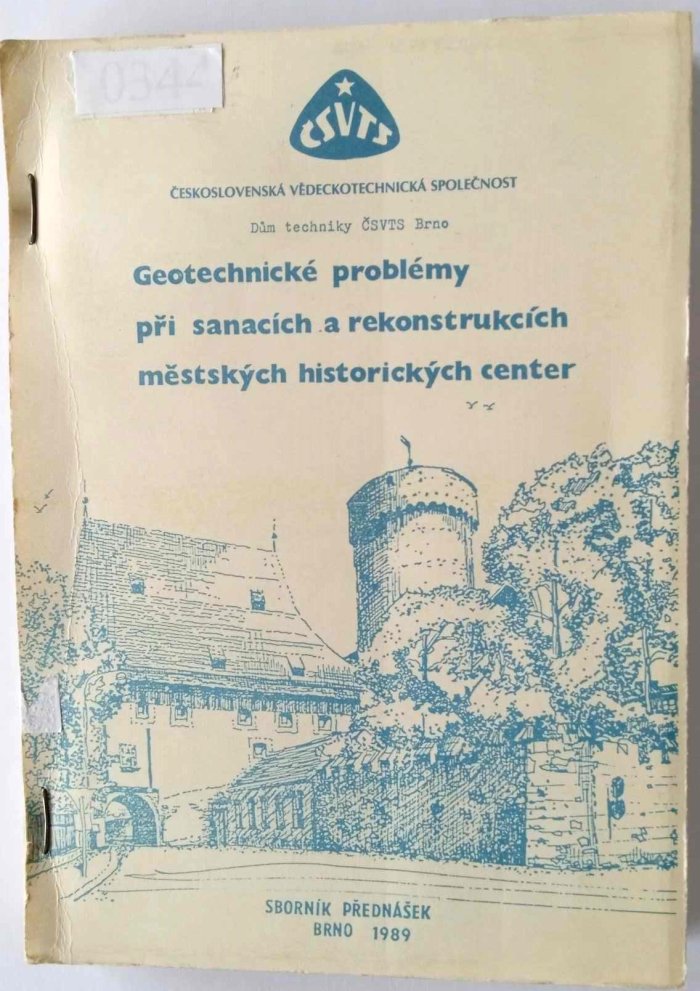 0344
ČSVTS
ČESKOSLOVENSKÁ VĚDECKOTECHNICKÁ SPOLEČNOST
Dům techniky ČSVTS Brno
Geotechnické problémy
při sanacích a rekonstrukcích
městských historických center
SBORNÍK PŘEDNÁŠEK
BRNO 1989